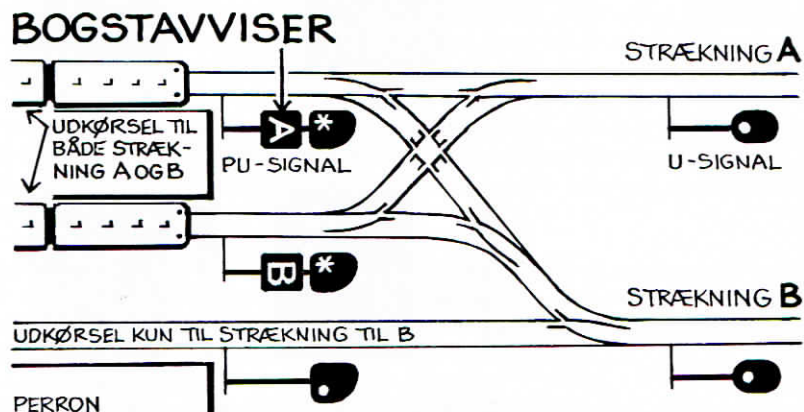 BOGSTAVVISER
STRÆKNING A
UDKØRSEL TIL
BÅDE STRÆK-
NING A OG B
A
*
PU-SIGNAL
U-SIGNAL
B
*
STRÆKNING B
UDKØRSEL KUN TIL STRÆKNING TIL B
PERRON